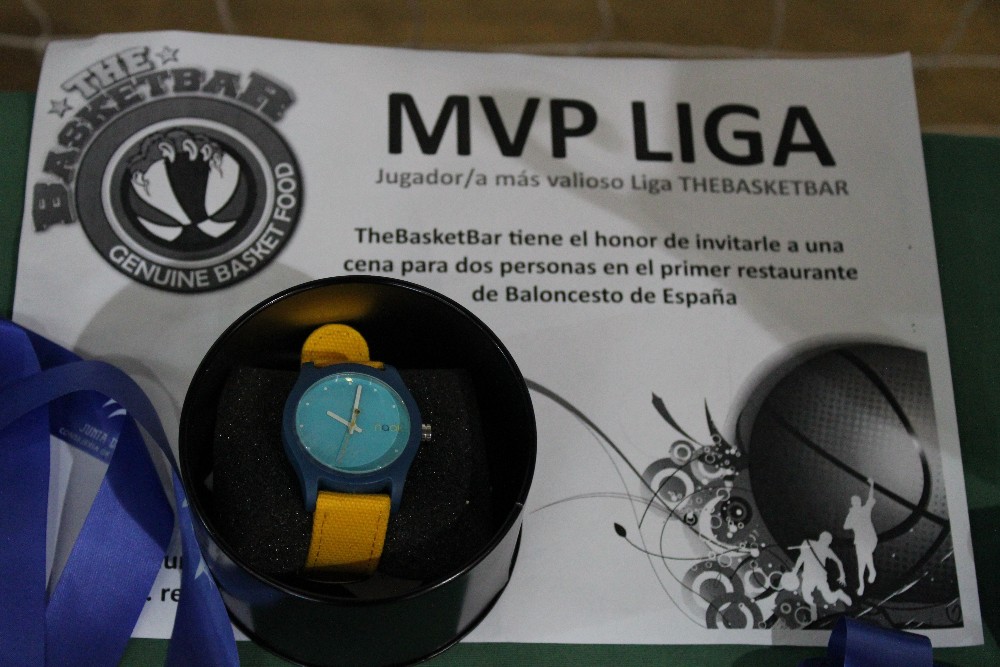 THE
BASKETBAR
GENUINE BASKET FOOD
MVP LIGA
Jugador/a más valioso Liga THEBASKETBAR
TheBasketBar tiene el honor de invitarle a una
cena para dos personas en el primer restaurante
de Baloncesto de España
JUNTA D